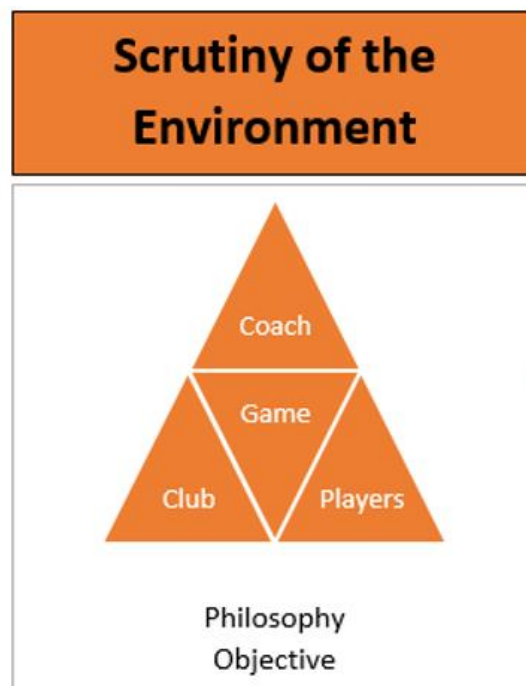 Scrutiny of the
Environment
Coach
Game
Club
Players
Philosophy
Objective